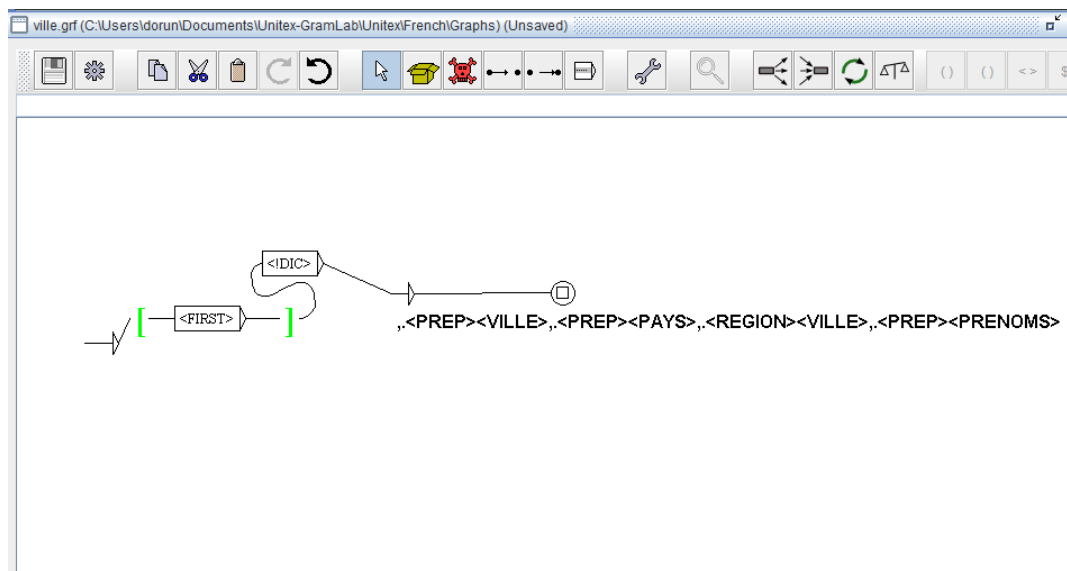 ville.grf (C:\Users\dorun\Documents\Unitex-GramLab\Unitex\French\Graphs) (Unsaved)
( ) ( ) < > $
<!DIC>
[ <FIRST> ]
,.<PREP><VILLE>,.<PREP><PAYS>,.<REGION><VILLE>,.<PREP><PRENOMS>